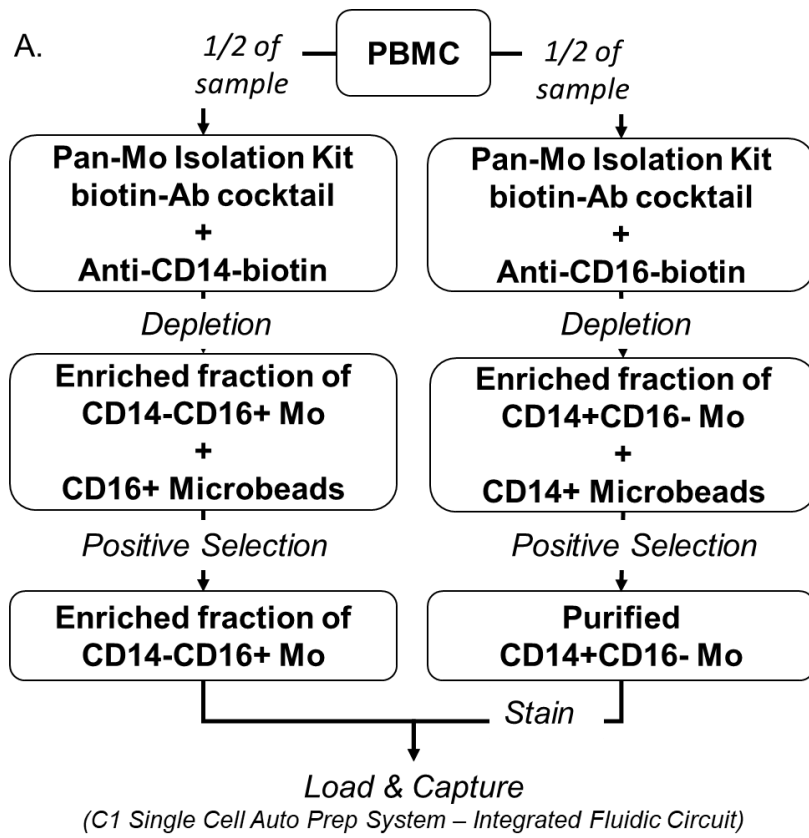 A.
PBMC
1/2 of
sample
1/2 of
sample
Pan-Mo Isolation Kit
biotin-Ab cocktail
+
Anti-CD14-biotin
Pan-Mo Isolation Kit
biotin-Ab cocktail
+
Anti-CD16-biotin
Depletion
Depletion
Enriched fraction of
CD14-CD16+ Mo
+
CD16+ Microbeads
Enriched fraction of
CD14+CD16- Mo
+
CD14+ Microbeads
Positive Selection
Positive Selection
Enriched fraction of
CD14-CD16+ Mo
Purified
CD14+CD16- Mo
Stain
Load & Capture
(C1 Single Cell Auto Prep System – Integrated Fluidic Circuit)